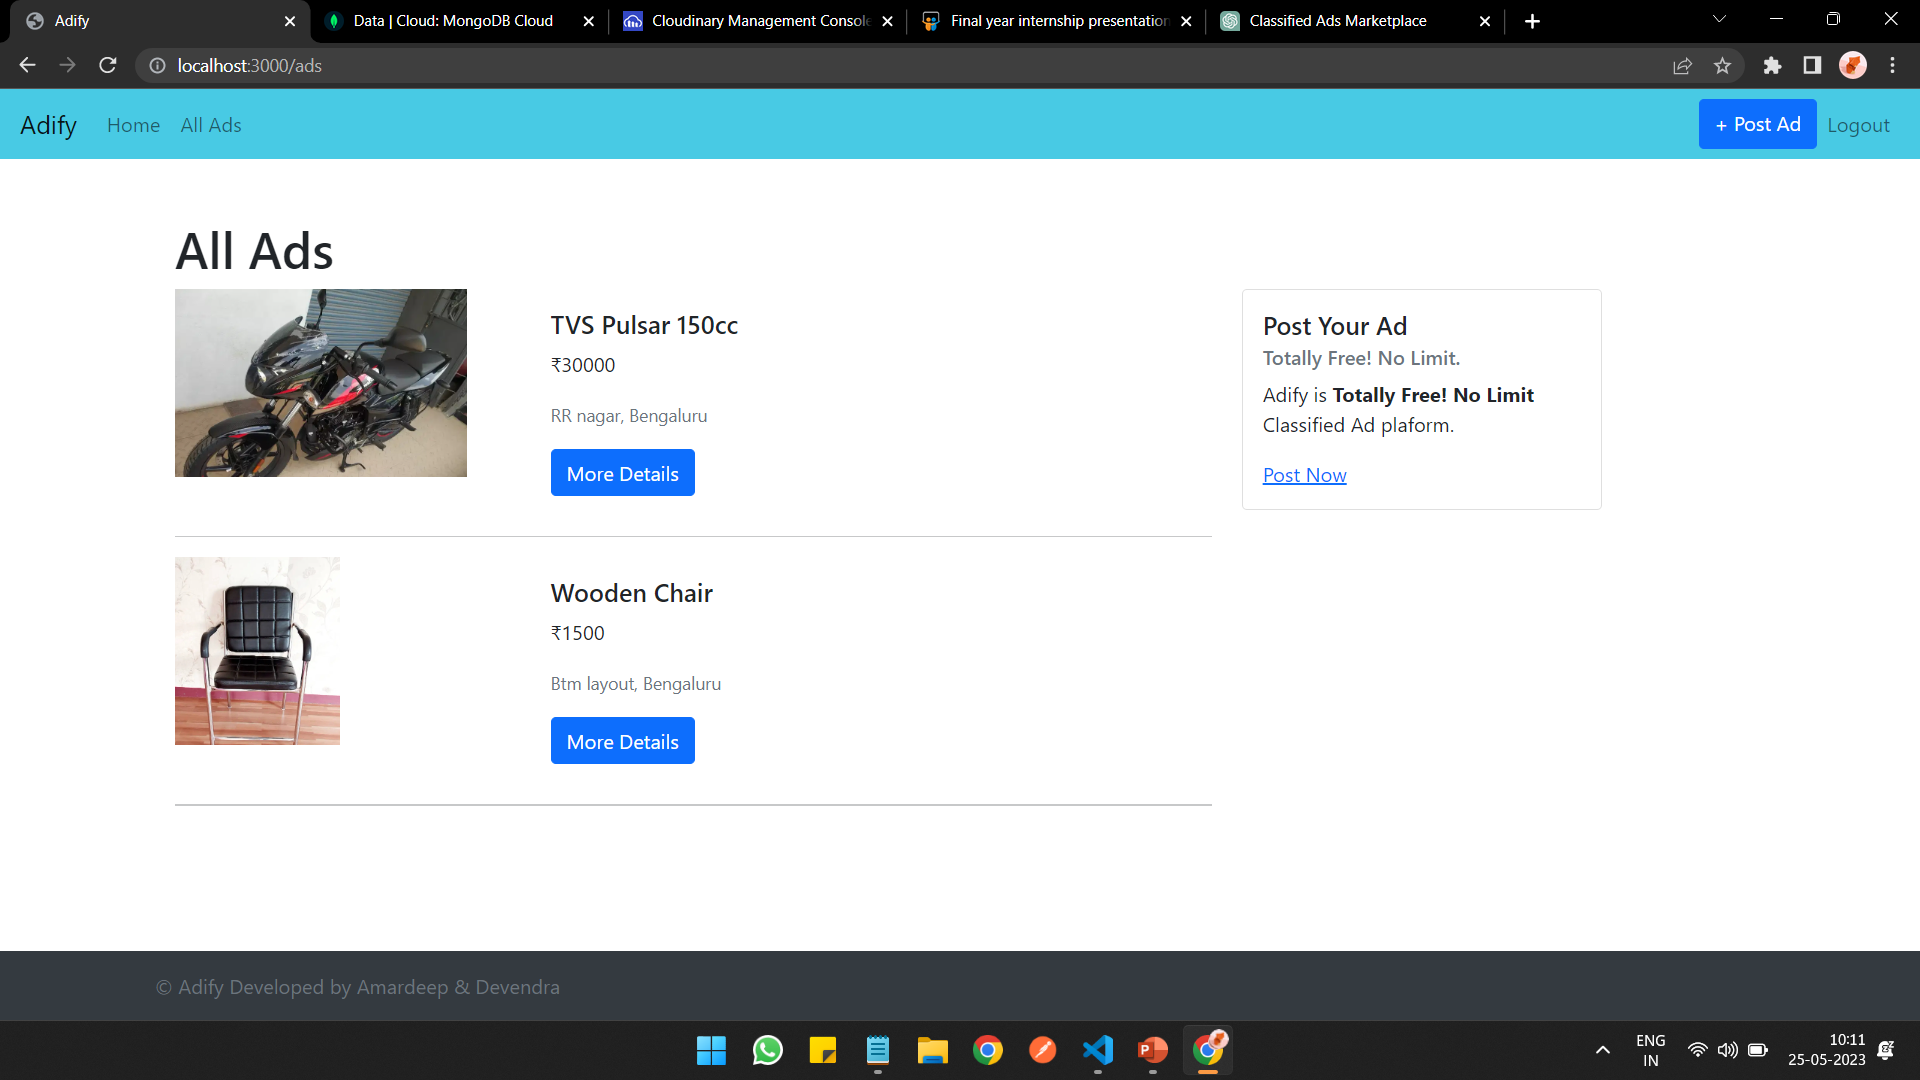 Adify
Data | Cloud: MongoDB Cloud
Cloudinary Management Console
Final year internship presentation
Classified Ads Marketplace
localhost:3000/ads
Adify
Home
All Ads
+ Post Ad
Logout
All Ads
TVS Pulsar 150cc
₹30000
RR nagar, Bengaluru
More Details
Post Your Ad
Totally Free! No Limit.
Adify is Totally Free! No Limit
Classified Ad plaform.
Post Now
Wooden Chair
₹1500
Btm layout, Bengaluru
More Details
© Adify Developed by Amardeep & Devendra
ENG
IN
10:11
25-05-2023